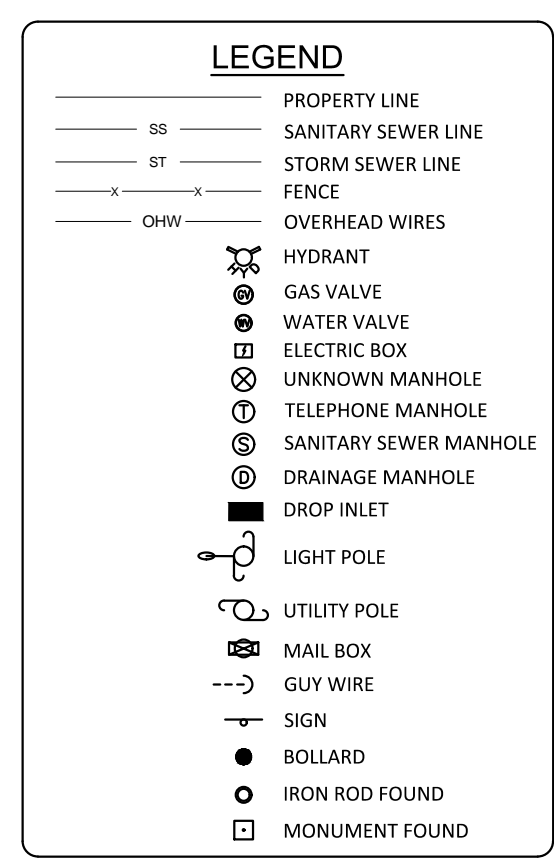 LEGEND
PROPERTY LINE
SS SANITARY SEWER LINE
ST STORM SEWER LINE
X X FENCE
OHW OVERHEAD WIRES
HYDRANT
GV GAS VALVE
WV WATER VALVE
ELECTRIC BOX
UNKNOWN MANHOLE
T TELEPHONE MANHOLE
S SANITARY SEWER MANHOLE
D DRAINAGE MANHOLE
DROP INLET
LIGHT POLE
UTILITY POLE
MAIL BOX
GUY WIRE
SIGN
BOLLARD
IRON ROD FOUND
MONUMENT FOUND